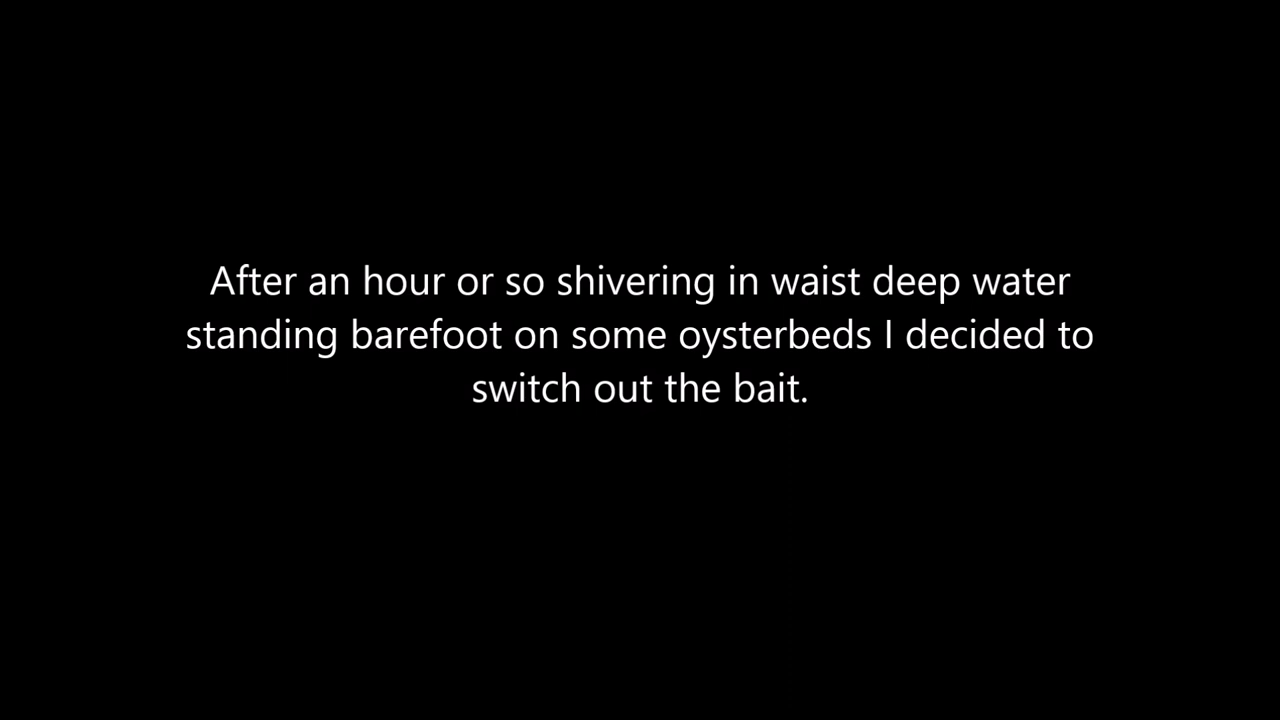 After an hour or so shivering in waist deep water
standing barefoot on some oysterbeds I decided to
switch out the bait.